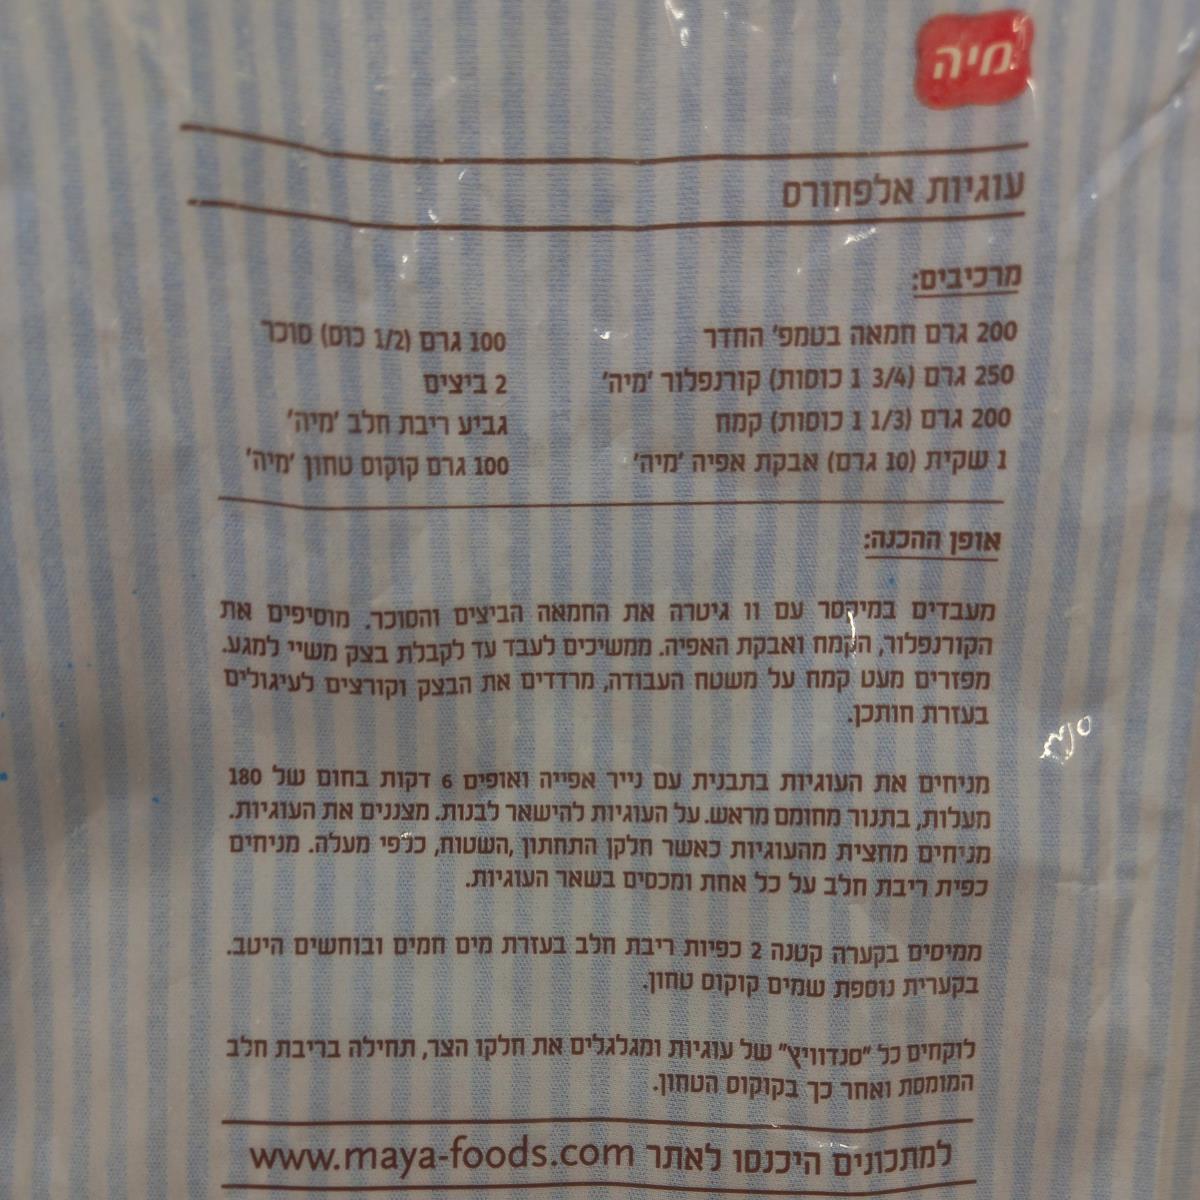 מיה
עוגיות אלפחורס
מרכיבים:
200 גרם חמאה בטמפ' החדר
250 גרם (3/4 1 כוסות) קורנפלור 'מיה'
200 גרם (1/3 1 כוסות) קמח
1 שקית (10 גרם) אבקת אפיה 'מיה'
100 גרם (1/2 כוס) סוכר
2 ביצים
גביע ריבת חלב 'מיה'
100 גרם קוקוס טחון 'מיה'
אופן ההכנה:
מעבדים במיקסר עם וו גיטרה את החמאה הביצים והסוכר. מוסיפים את
הקורנפלור, הקמח ואבקת האפיה. ממשיכים לעבד עד לקבלת בצק משיי למגע.
מפזרים מעט קמח על משטח העבודה, מרדדים את הבצק וקורצים לעיגולים
בעזרת חותכן.
מניחים את העוגיות בתבנית עם נייר אפייה ואופים 6 דקות בחום של 180
מעלות, בתנור מחומם מראש. על העוגיות להישאר לבנות. מצננים את העוגיות.
מניחים מחצית מהעוגיות כאשר חלקן התחתון ,השטוח, כלפי מעלה. מניחים
כפית ריבת חלב על כל אחת ומכסים בשאר העוגיות.
ממיסים בקערה קטנה 2 כפיות ריבת חלב בעזרת מים חמים ובוחשים היטב.
בקערית נוספת שמים קוקוס טחון.
לוקחים כל "סנדוויץ" של עוגיות ומגלגלים את חלקו הצר, תחילה בריבת חלב
המומסת ואחר כך בקוקוס הטחון.
למתכונים היכנסו לאתר www.maya-foods.com